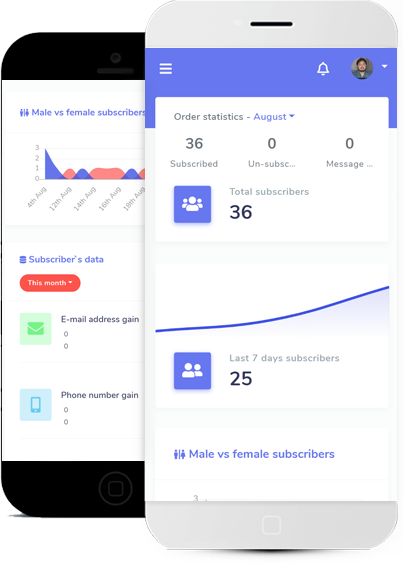 Male vs female subscribers
3
2
1
0
4th Aug
12th Aug
14th Aug
16th Aug
18th Aug
Subscriber`s data
This month
E-mail address gain
0
0
Phone number gain
0
0
Order statistics - August
36
0
0
Subscribed
Un-subsc...
Message ...
Total subscribers
36
Last 7 days subscribers
25
Male vs female subscribers
3